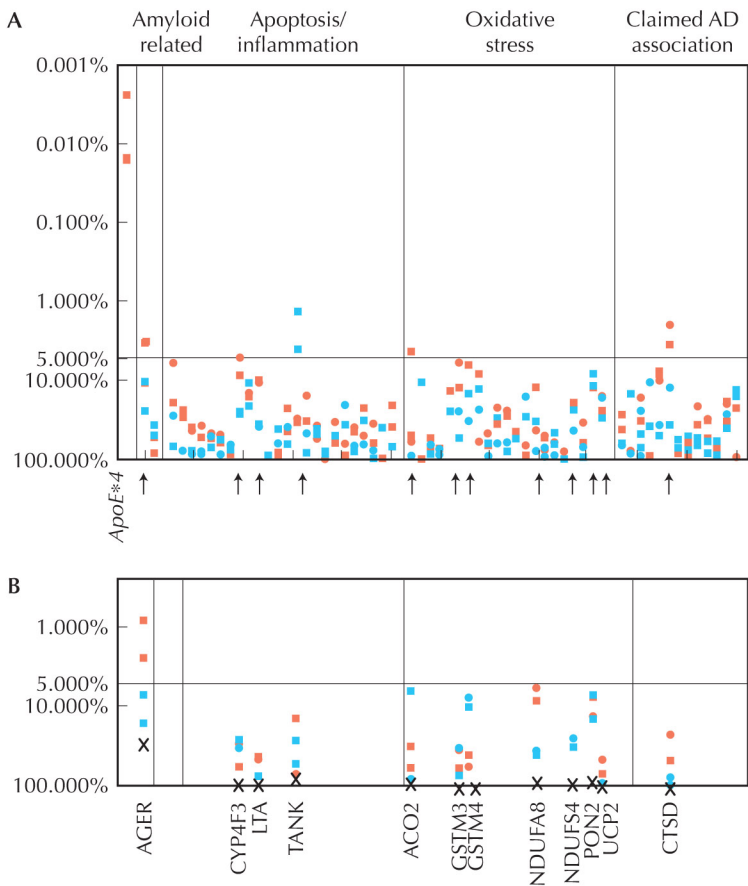 A
Amyloid
related
Apoptosis/
inflammation
Oxidative
stress
Claimed AD
association
0.001%
0.010%
0.100%
1.000%
5.000%
10.000%
100.000%
ApoE*4
B
1.000%
5.000%
10.000%
100.000%
AGER
CYP4F3
LTA
TANK
ACO2
GSTM3
GSTM4
NDUFA8
NDUFS4
PON2
UCP2
CTSD